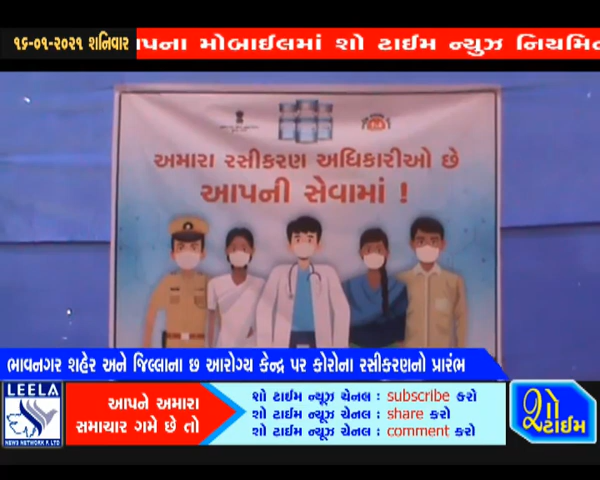 ૧૬-૦૧-૨૦૨૧ શનિવાર
આપના મોબાઈલમાં શો ટાઈમ ન્યુઝ નિયમિત
અમારા રસીકરણ અધિકારીઓ છે
આપની સેવામાં !
ભાવનગર શહેર અને જિલ્લાના છ આરોગ્ય કેન્દ્ર પર કોરોના રસીકરણનો પ્રારંભ
LEELA
NEWS NETWORK P. LTD
આપને અમારા
સમાચાર ગમે છે તો
શો ટાઈમ ન્યૂઝ ચેનલ : subscribe કરો
શો ટાઈમ ન્યૂઝ ચેનલ : share કરો
શો ટાઈમ ન્યૂઝ ચેનલ : comment કરો
શો
ટાઈમ